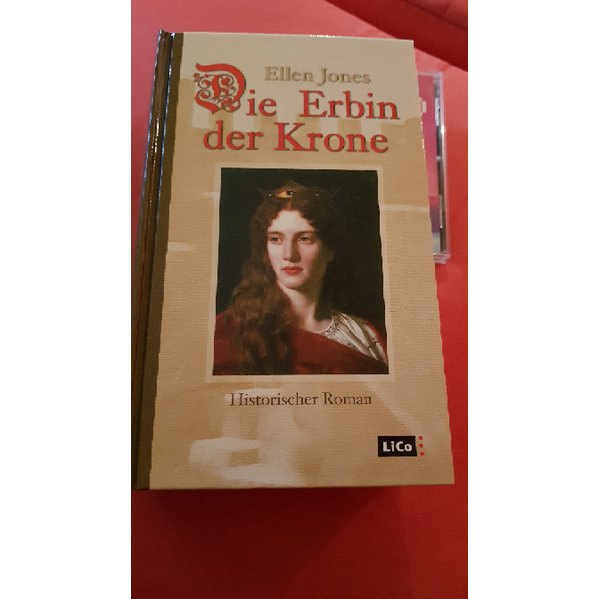 Ellen Jones
Die Erbin
der Krone
Historischer Roman
LiCo